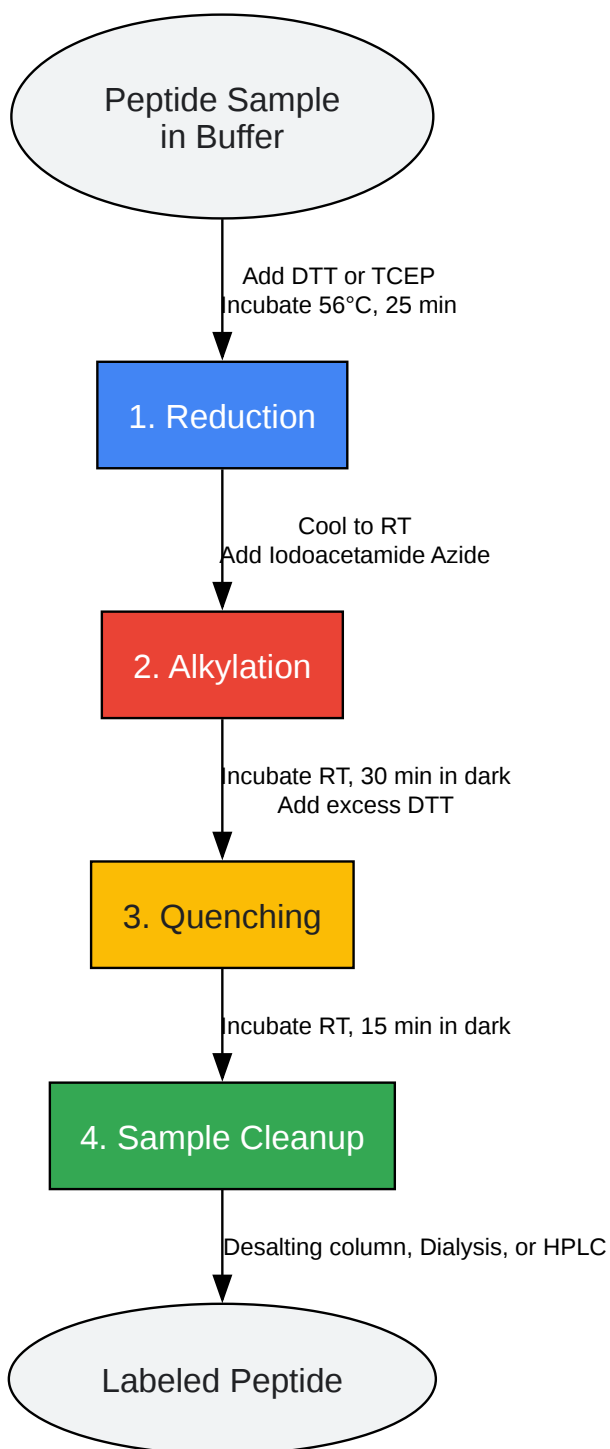 Peptide Sample
in Buffer
Add DTT or TCEP
Incubate 56°C, 25 min
1. Reduction
Cool to RT
Add Iodoacetamide Azide
2. Alkylation
Incubate RT, 30 min in dark
Add excess DTT
3. Quenching
Incubate RT, 15 min in dark
4. Sample Cleanup
Desalting column, Dialysis, or HPLC
Labeled Peptide